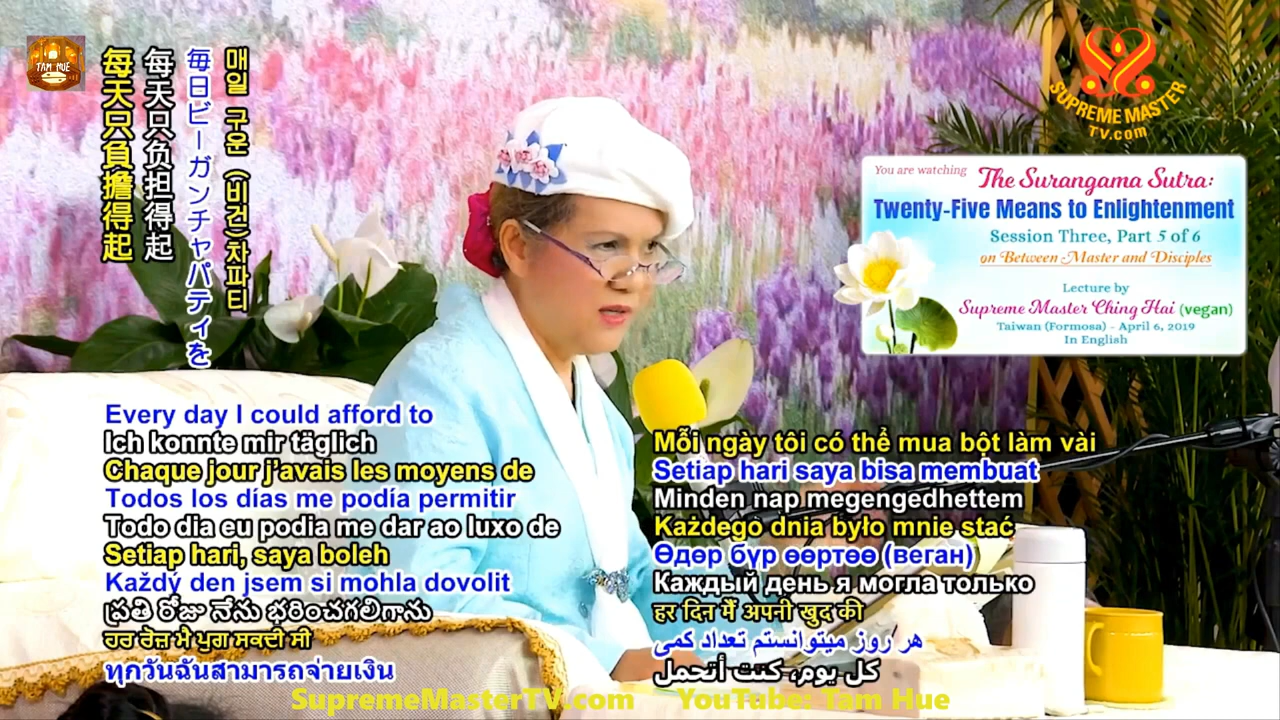 TAM HUE
每天只負擔得起
每天只负担得起
毎日ビーガンチャパティを
매일 구운 (비건)차파티
SUPREME MASTER
TV.com
You are watching The Surangama Sutra:
Twenty-Five Means to Enlightenment
Session Three, Part 5 of 6
on Between Master and Disciples
Lecture by
Supreme Master Ching Hai (vegan)
Taiwan (Formosa) - April 6, 2019
In English
Every day I could afford to
Ich konnte mir täglich
Chaque jour j’avais les moyens de
Todos los días me podía permitir
Todo dia eu podia me dar ao luxo de
Setiap hari, saya boleh
Každý den jsem si mohla dovolit
ప్రతి రోజు నేను భరించగలిగాను
ਹਰ ਰੋਜ਼ ਮੈ ਪੁਗ ਸਕਦੀ ਸੀ
ทุกวันฉันสามารถจ่ายเงิน
Mỗi ngày tôi có thể mua bột làm vài
Setiap hari saya bisa membuat
Minden nap megengedhettem
Każdego dnia było mnie stać
Өдөр бүр өөртөө (веган)
Каждый день я могла только
हर दिन मैं अपनी खुद की
هر روز میتوانستم تعداد کمی
كل يوم، كنت أتحمل
SupremeMasterTV.com YouTube: Tam Hue